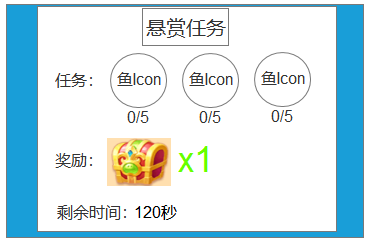 悬赏任务
任务： 鱼Icon 鱼Icon 鱼Icon
0/5 0/5 0/5
奖励： x1
剩余时间：120秒